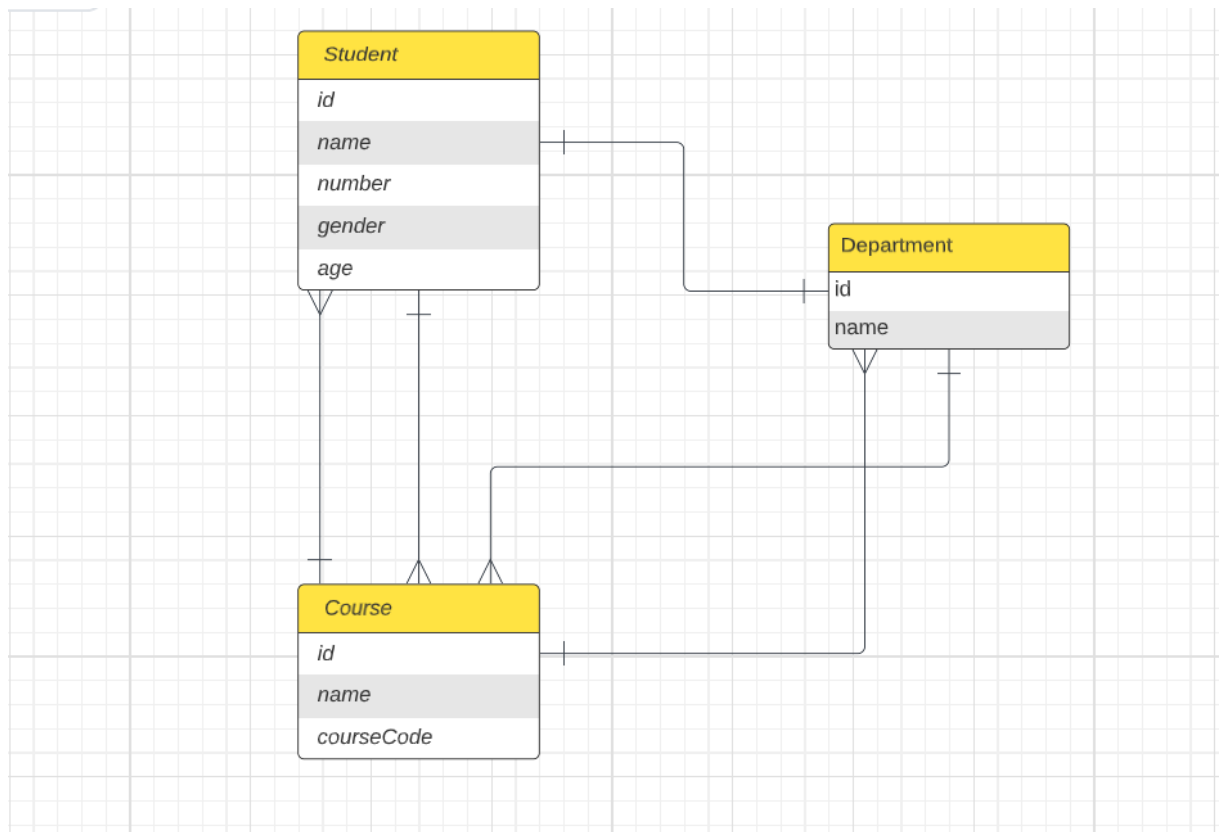 Student
id
name
number
gender
age
Department
id
name
Course
id
name
courseCode